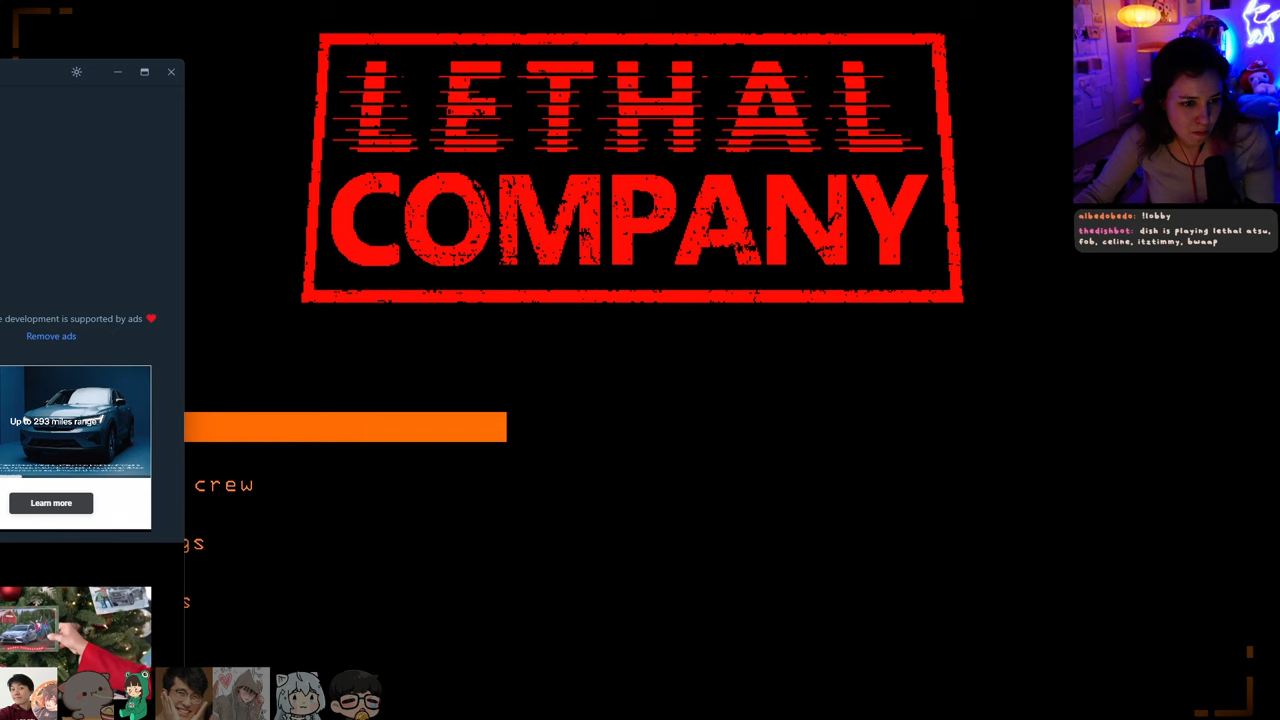 LETHAL
COMPANY
albedobedo: !lobby
thedishbot: dish is playing lethal atsu,
fob, celine, itztimmy, bwaap
e development is supported by ads
Remove ads
Up to 293 miles range
Learn more
crew
gs
s